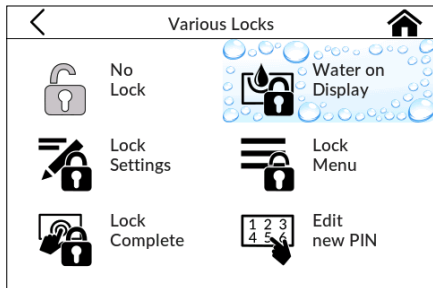 Various Locks
No
Lock
Water on
Display
Lock
Settings
Lock
Menu
Lock
Complete
1 2 3
4 5 6
Edit
new PIN